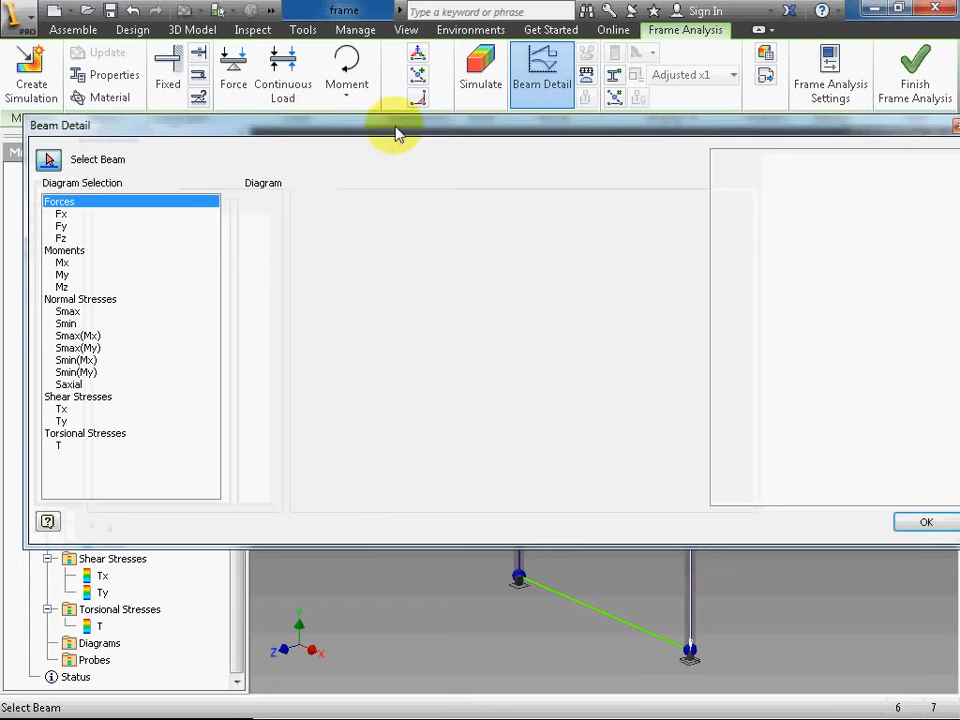 frame
Type a keyword or phrase
Sign In
PRO
Assemble Design 3D Model Inspect Tools Manage View Environments Get Started Online Frame Analysis
Create Simulation
Update
Properties
Material
Fixed
Force
Continuous Load
Moment
Simulate
Beam Detail
Adjusted x1
Frame Analysis Settings
Finish Frame Analysis
Beam Detail
Select Beam
Diagram Selection
Diagram
Forces
Fx
Fy
Fz
Moments
Mx
My
Mz
Normal Stresses
Smax
Smin
Smax(Mx)
Smax(My)
Smin(Mx)
Smin(My)
Saxial
Shear Stresses
Tx
Ty
Torsional Stresses
T
OK
Shear Stresses
Tx
Ty
Torsional Stresses
T
Diagrams
Probes
Status
Y
Z
X
Select Beam
6 7